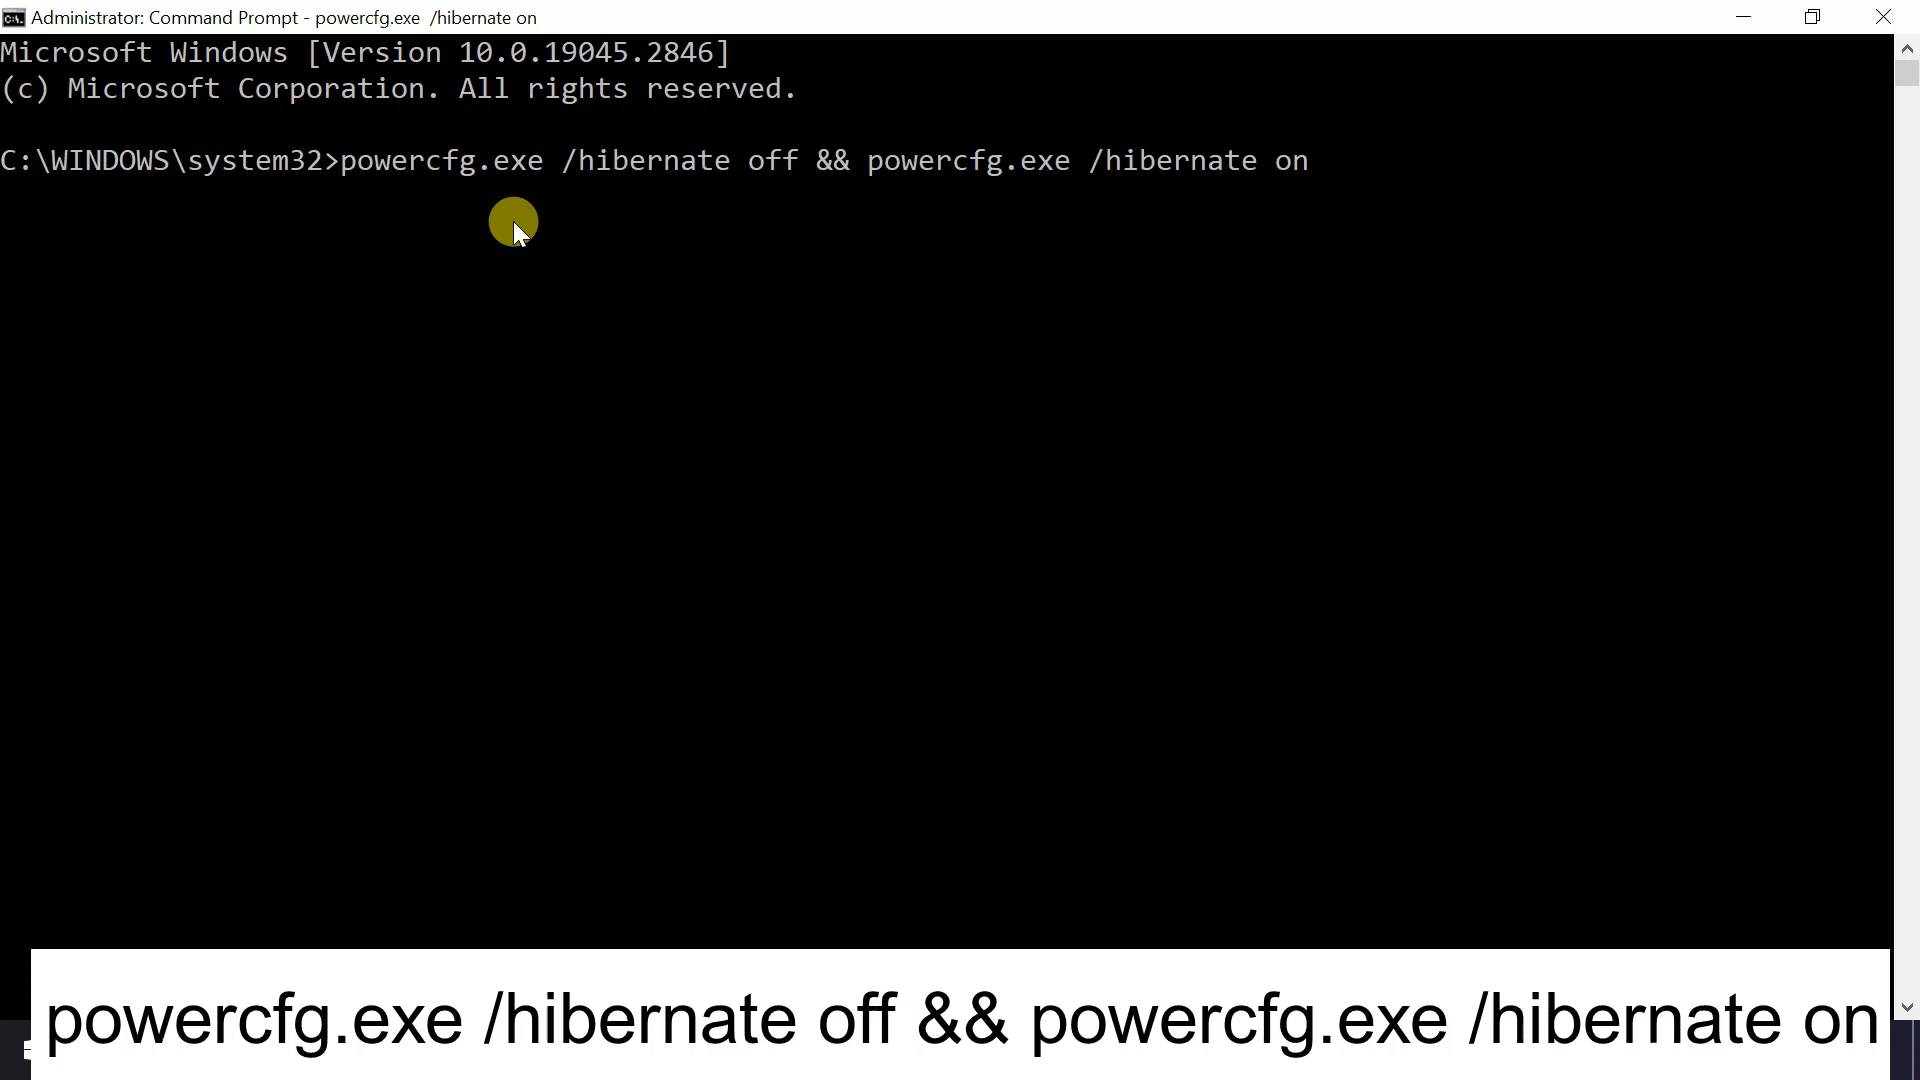 Administrator: Command Prompt - powercfg.exe  /hibernate on
Microsoft Windows [Version 10.0.19045.2846]
(c) Microsoft Corporation. All rights reserved.
C:\WINDOWS\system32>powercfg.exe /hibernate off && powercfg.exe /hibernate on
powercfg.exe /hibernate off && powercfg.exe /hibernate on